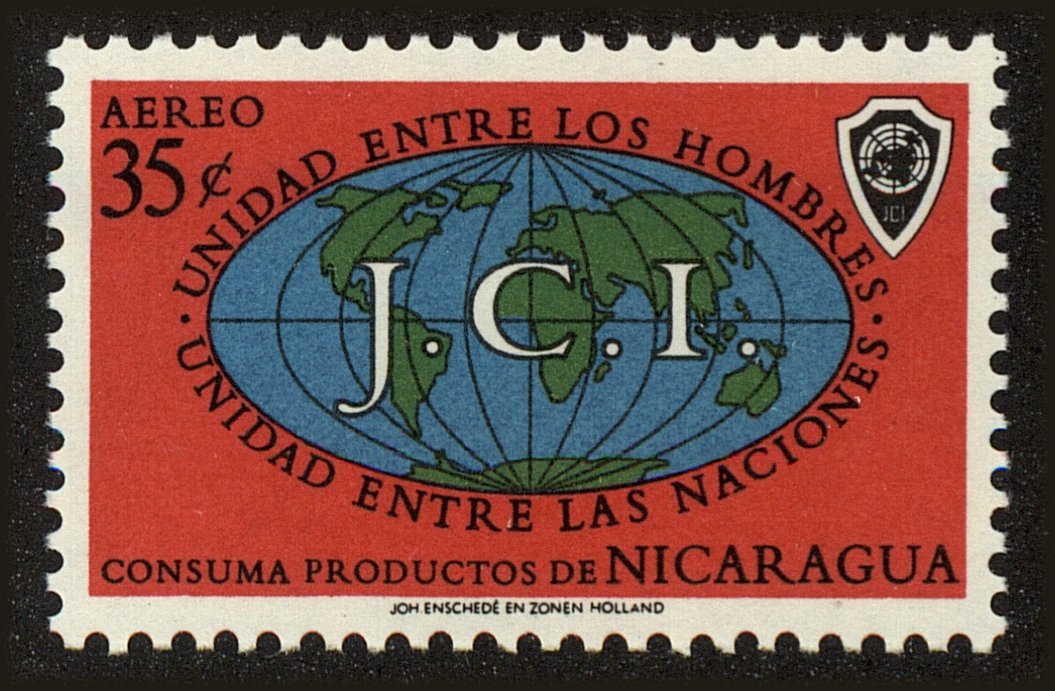 AEREO
35¢
UNIDAD ENTRE LOS HOMBRES
J.C.I.
JCI
· UNIDAD ENTRE LAS NACIONES ·
CONSUMA PRODUCTOS DE NICARAGUA
JOH. ENSCHEDÉ EN ZONEN HOLLAND